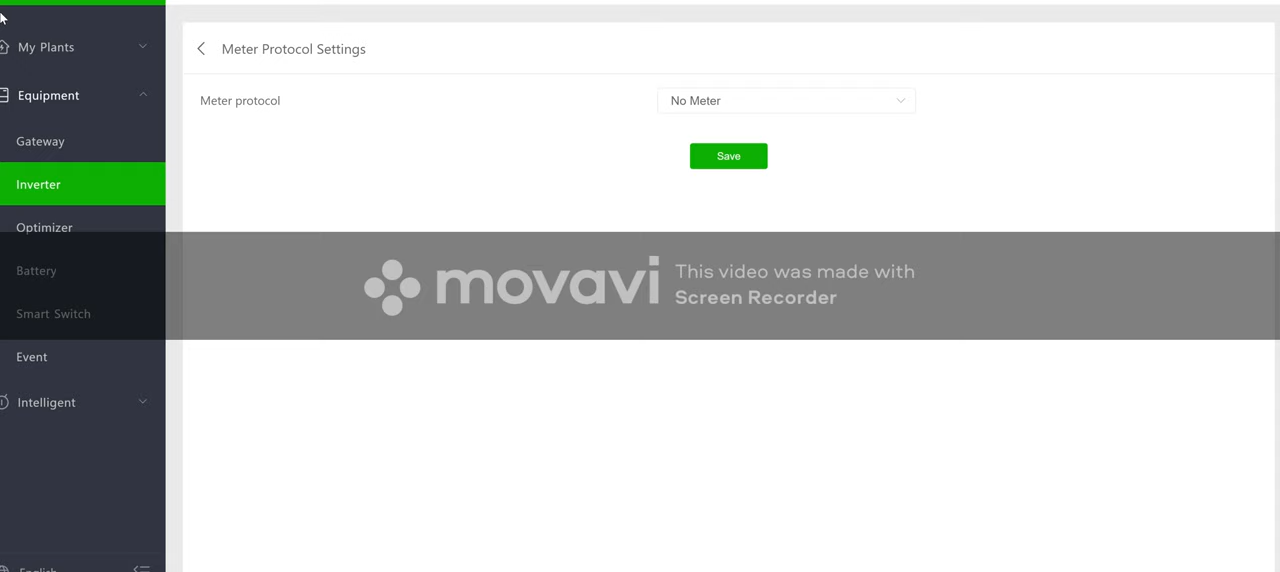 My Plants
Equipment
Gateway
Inverter
Optimizer
Battery
Smart Switch
Event
Intelligent
English
Meter Protocol Settings
Meter protocol
No Meter
Save
movavi
This video was made with
Screen Recorder